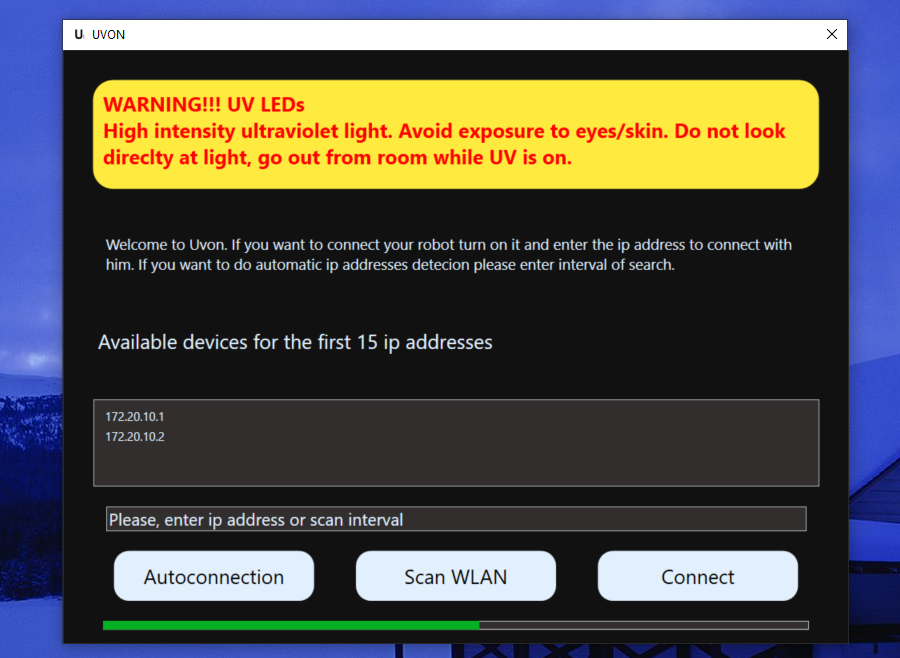 UVON
WARNING!!! UV LEDs
High intensity ultraviolet light. Avoid exposure to eyes/skin. Do not look
direclty at light, go out from room while UV is on.
Welcome to Uvon. If you want to connect your robot turn on it and enter the ip address to connect with
him. If you want to do automatic ip addresses detecion please enter interval of search.
Available devices for the first 15 ip addresses
172.20.10.1
172.20.10.2
Please, enter ip address or scan interval
Autoconnection
Scan WLAN
Connect